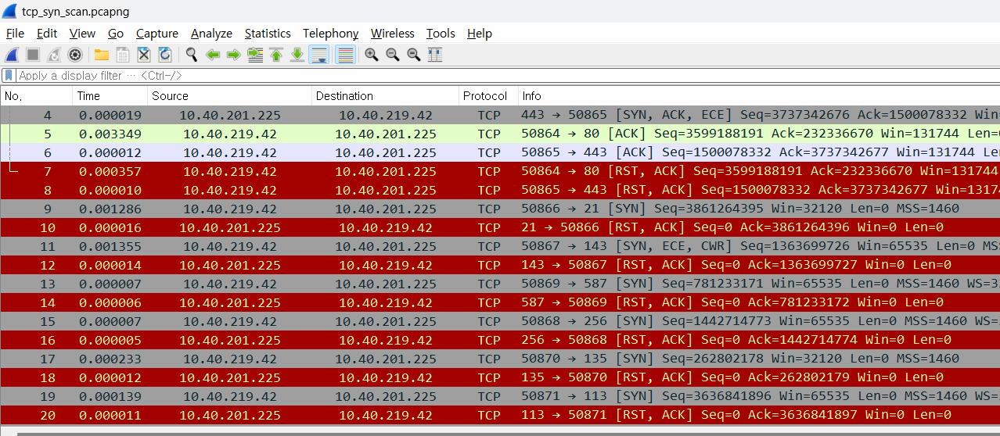 tcp_syn_scan.pcapng
File Edit View Go Capture Analyze Statistics Telephony Wireless Tools Help
Apply a display filter … <Ctrl-/>
No. Time Source Destination Protocol Info
4 0.000019 10.40.201.225 10.40.219.42 TCP 443 → 50865 [SYN, ACK, ECE] Seq=3737342676 Ack=1500078332 Win=
5 0.003349 10.40.219.42 10.40.201.225 TCP 50864 → 80 [ACK] Seq=3599188191 Ack=232336670 Win=131744 Len=
6 0.000012 10.40.219.42 10.40.201.225 TCP 50865 → 443 [ACK] Seq=1500078332 Ack=3737342677 Win=131744 Le
7 0.000357 10.40.219.42 10.40.201.225 TCP 50864 → 80 [RST, ACK] Seq=3599188191 Ack=232336670 Win=131744
8 0.000010 10.40.219.42 10.40.201.225 TCP 50865 → 443 [RST, ACK] Seq=1500078332 Ack=3737342677 Win=1317
9 0.001286 10.40.219.42 10.40.201.225 TCP 50866 → 21 [SYN] Seq=3861264395 Win=32120 Len=0 MSS=1460
10 0.000016 10.40.201.225 10.40.219.42 TCP 21 → 50866 [RST, ACK] Seq=0 Ack=3861264396 Win=0 Len=0
11 0.001355 10.40.219.42 10.40.201.225 TCP 50867 → 143 [SYN, ECE, CWR] Seq=1363699726 Win=65535 Len=0 MSS
12 0.000014 10.40.201.225 10.40.219.42 TCP 143 → 50867 [RST, ACK] Seq=0 Ack=1363699727 Win=0 Len=0
13 0.000007 10.40.219.42 10.40.201.225 TCP 50869 → 587 [SYN] Seq=781233171 Win=65535 Len=0 MSS=1460 WS=3
14 0.000006 10.40.201.225 10.40.219.42 TCP 587 → 50869 [RST, ACK] Seq=0 Ack=781233172 Win=0 Len=0
15 0.000007 10.40.219.42 10.40.201.225 TCP 50868 → 256 [SYN] Seq=1442714773 Win=65535 Len=0 MSS=1460 WS=
16 0.000005 10.40.201.225 10.40.219.42 TCP 256 → 50868 [RST, ACK] Seq=0 Ack=1442714774 Win=0 Len=0
17 0.000233 10.40.219.42 10.40.201.225 TCP 50870 → 135 [SYN] Seq=262802178 Win=32120 Len=0 MSS=1460
18 0.000012 10.40.201.225 10.40.219.42 TCP 135 → 50870 [RST, ACK] Seq=0 Ack=262802179 Win=0 Len=0
19 0.000139 10.40.219.42 10.40.201.225 TCP 50871 → 113 [SYN] Seq=3636841896 Win=65535 Len=0 MSS=1460 WS=
20 0.000011 10.40.201.225 10.40.219.42 TCP 113 → 50871 [RST, ACK] Seq=0 Ack=3636841897 Win=0 Len=0